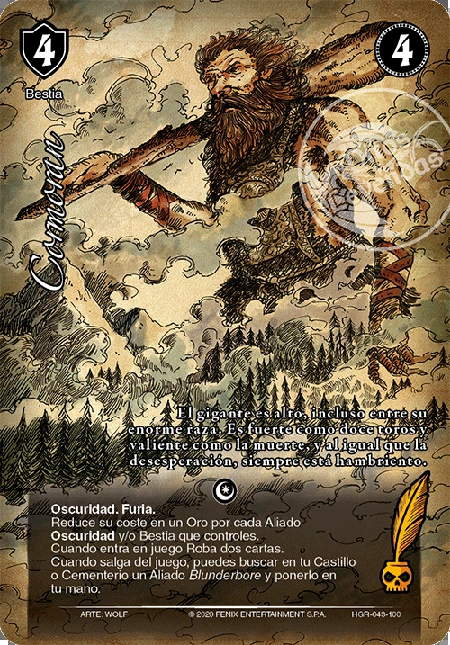 4
4
Bestia
Cormoran
El gigante es alto, incluso entre su
enorme raza. Es fuerte como doce toros y
valiente como la muerte, y al igual que la
desesperación, siempre está hambriento.
Oscuridad. Furia.
Reduce su coste en un Oro por cada Aliado
Oscuridad y/o Bestia que controles.
Cuando entra en juego Roba dos cartas.
Cuando salga del juego, puedes buscar en tu Castillo
o Cementerio un Aliado Blunderbore y ponerlo en
tu mano.
ARTE: WOLF © 2020 FENIX ENTERTAINMENT S.P.A. HGR-049-100